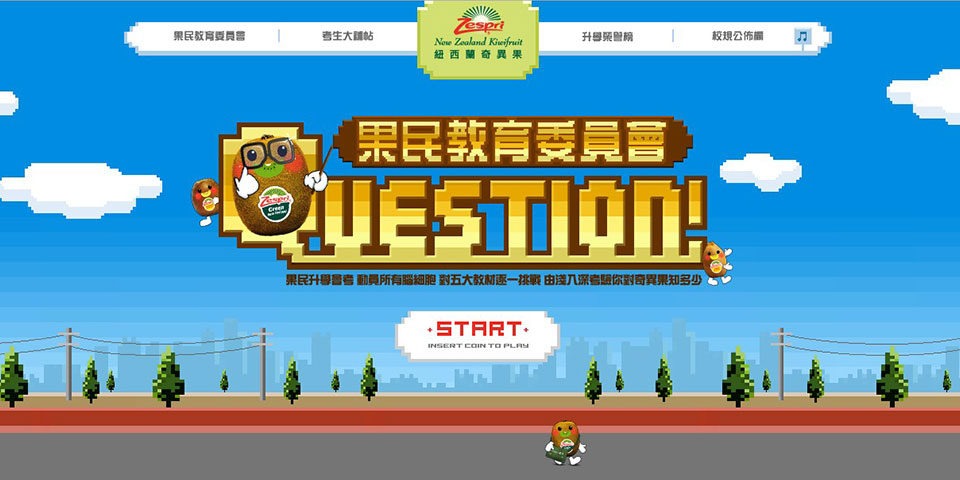 果民教育委員會
考生大補帖
Zespri
New Zealand Kiwifruit
紐西蘭奇異果
升學榮譽榜
校規公佈欄
果民教育委員會
QUESTION!
Zespri
Green
果民升學會考 動員所有腦細胞 對五大教材逐一挑戰 由淺入深考驗你對奇異果知多少
START
INSERT COIN TO PLAY